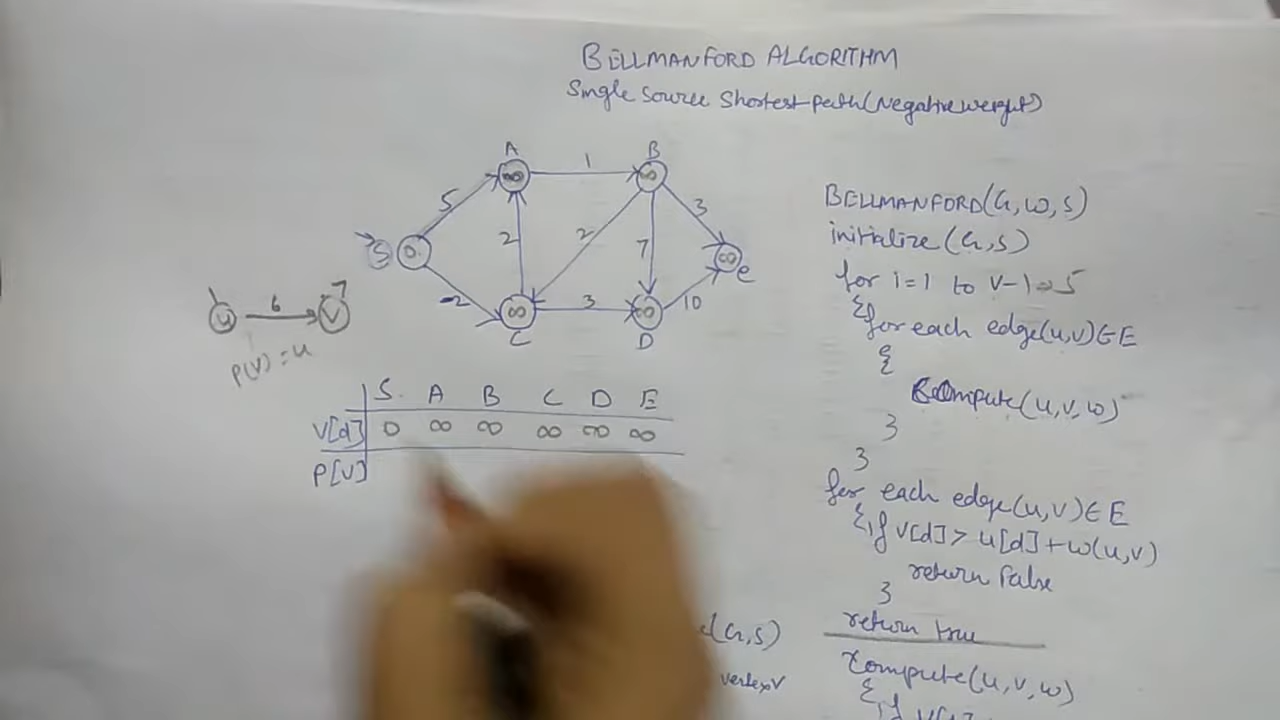 BELLMANFORD ALGORITHM
Single Source Shortest-path(Negative weight)
A 1 B
5 3
S 0 ∞ ∞ 2 2 7 ∞ e
-2 3 10
∞ ∞
C D
u 6 v 7
P(V) = u
S. A B C D E
V[d] 0 ∞ ∞ ∞ ∞ ∞
P[V]
BELLMANFORD(G, W, S)
initialize (G, S)
for i=1 to V-1 => 5
{
for each edge(u,v) ∈ E
{
(u, v, w)
}
}
for each edge(u,v) ∈ E
{ if v[d] > u[d] + w(u,v)
return False
}
return true
(G, S)
vertex V
compute(u, v, w)
{ if